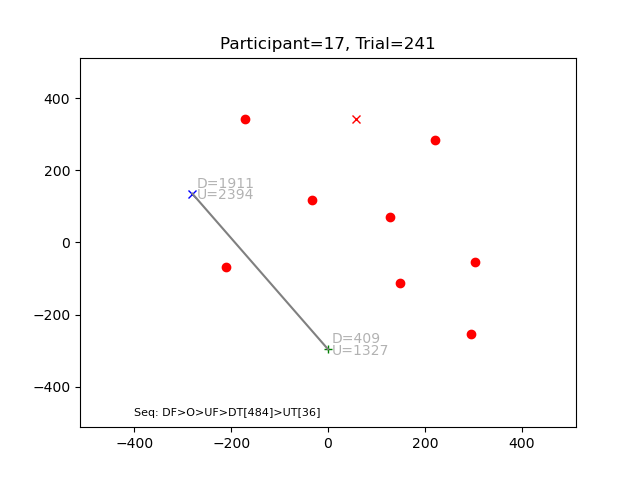 Participant=17, Trial=241
400
200
0
−200
−400
D=1911
U=2394
D=409
U=1327
Seq: DF>O>UF>DT[484]>UT[36]
−400
−200
0
200
400